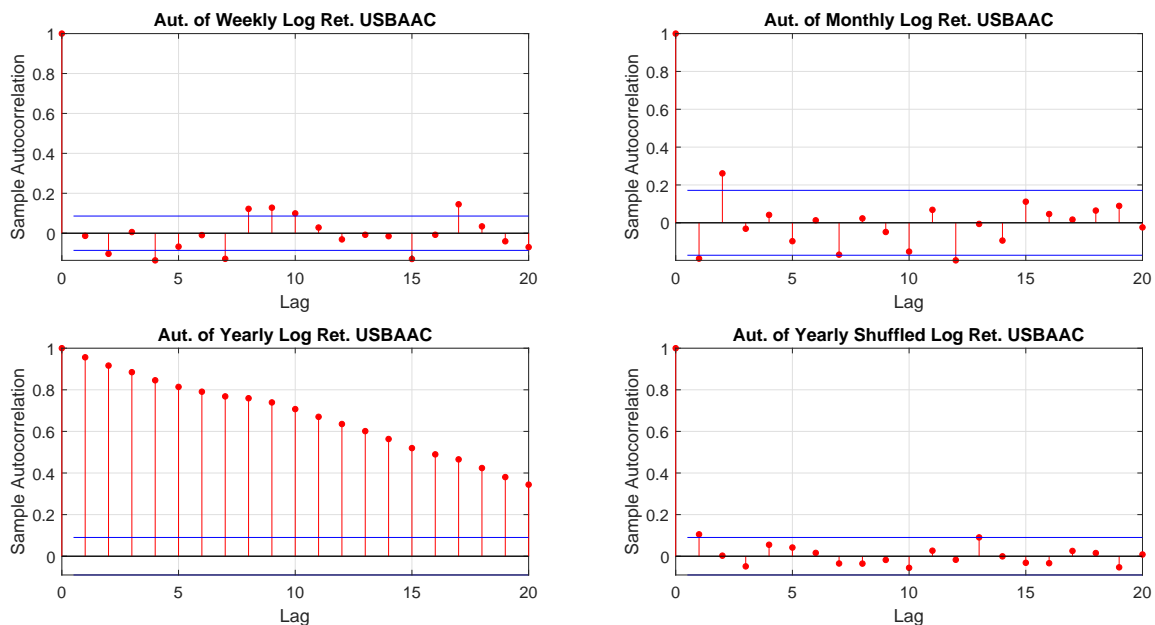 Aut. of Weekly Log Ret. USBAAC
Sample Autocorrelation
1
0.8
0.6
0.4
0.2
0
0 5 10 15 20
Lag
Aut. of Monthly Log Ret. USBAAC
Sample Autocorrelation
1
0.8
0.6
0.4
0.2
0
0 5 10 15 20
Lag
Aut. of Yearly Log Ret. USBAAC
Sample Autocorrelation
1
0.8
0.6
0.4
0.2
0
0 5 10 15 20
Lag
Aut. of Yearly Shuffled Log Ret. USBAAC
Sample Autocorrelation
1
0.8
0.6
0.4
0.2
0
0 5 10 15 20
Lag